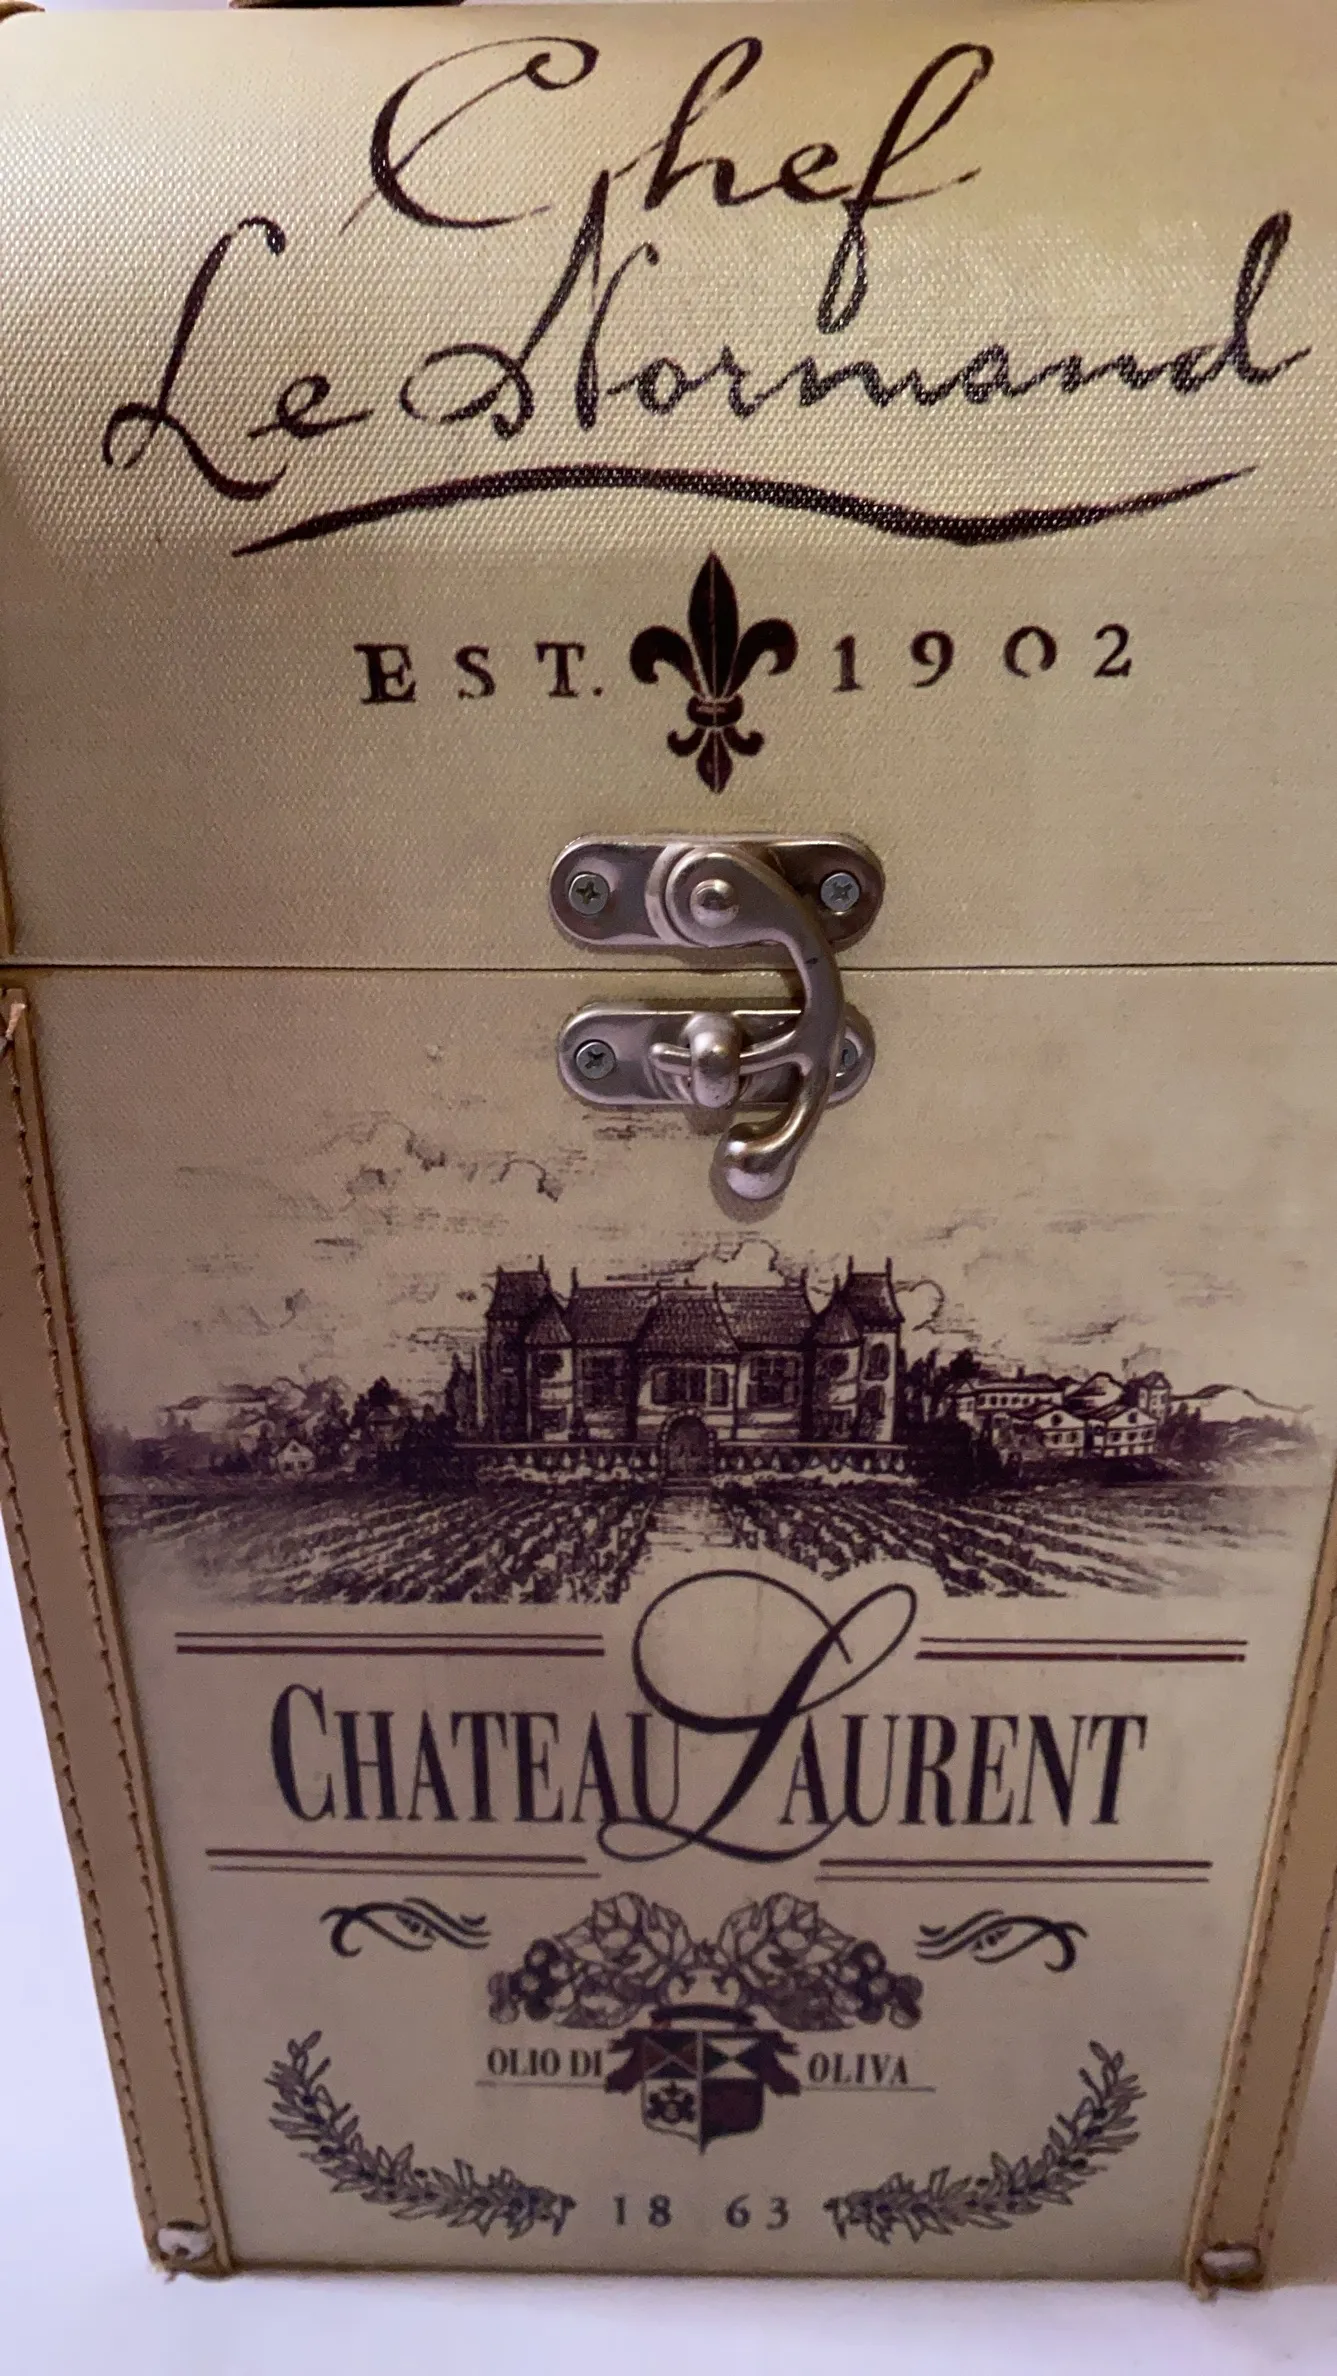 Chef
Le Normand
EST. 1902
CHATEAU LAURENT
OLIO DI OLIVA
18 63